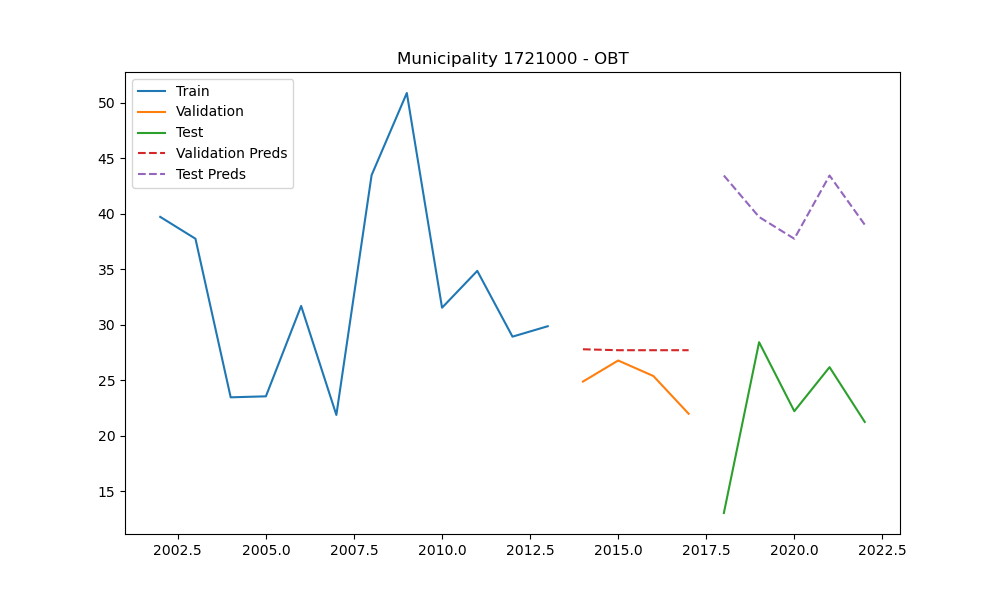 Municipality 1721000 - OBT
Train
Validation
Test
Validation Preds
Test Preds
50
45
40
35
30
25
20
15
2002.5 2005.0 2007.5 2010.0 2012.5 2015.0 2017.5 2020.0 2022.5